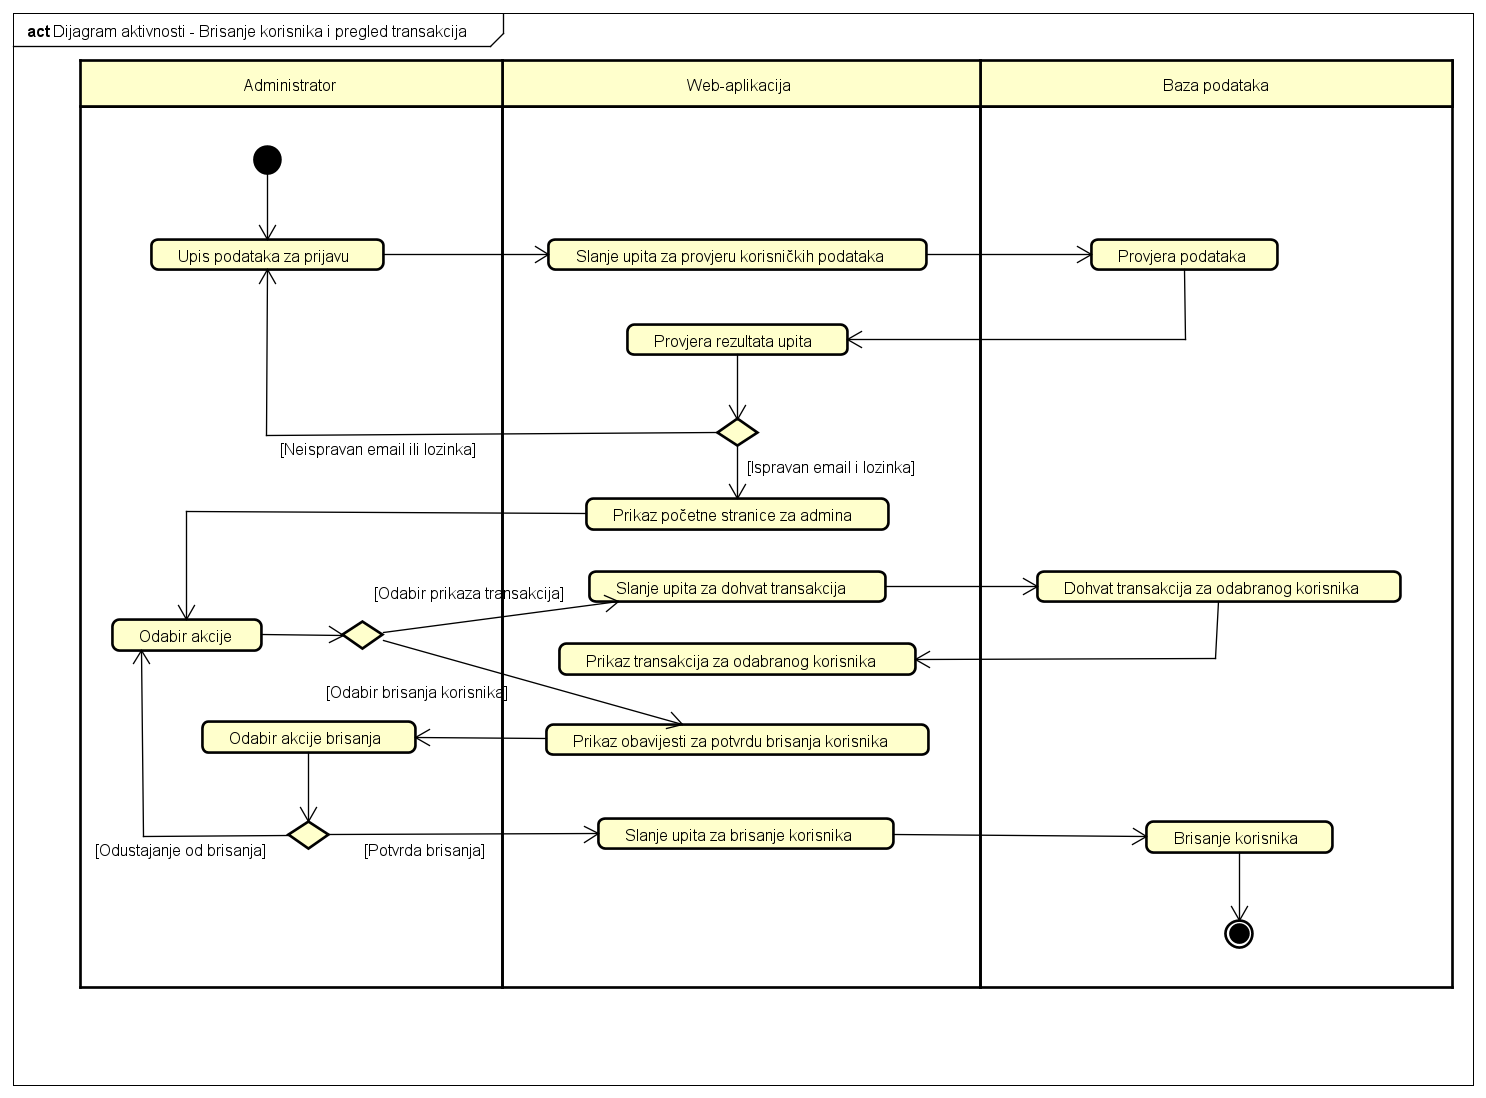 act Dijagram aktivnosti - Brisanje korisnika i pregled transakcija
Administrator
Web-aplikacija
Baza podataka
Upis podataka za prijavu
Slanje upita za provjeru korisničkih podataka
Provjera podataka
Provjera rezultata upita
[Neispravan email ili lozinka]
[Ispravan email i lozinka]
Prikaz početne stranice za admina
[Odabir prikaza transakcija]
Slanje upita za dohvat transakcija
Dohvat transakcija za odabranog korisnika
Odabir akcije
Prikaz transakcija za odabranog korisnika
[Odabir brisanja korisnika]
Odabir akcije brisanja
Prikaz obavijesti za potvrdu brisanja korisnika
Slanje upita za brisanje korisnika
Brisanje korisnika
[Odustajanje od brisanja]
[Potvrda brisanja]